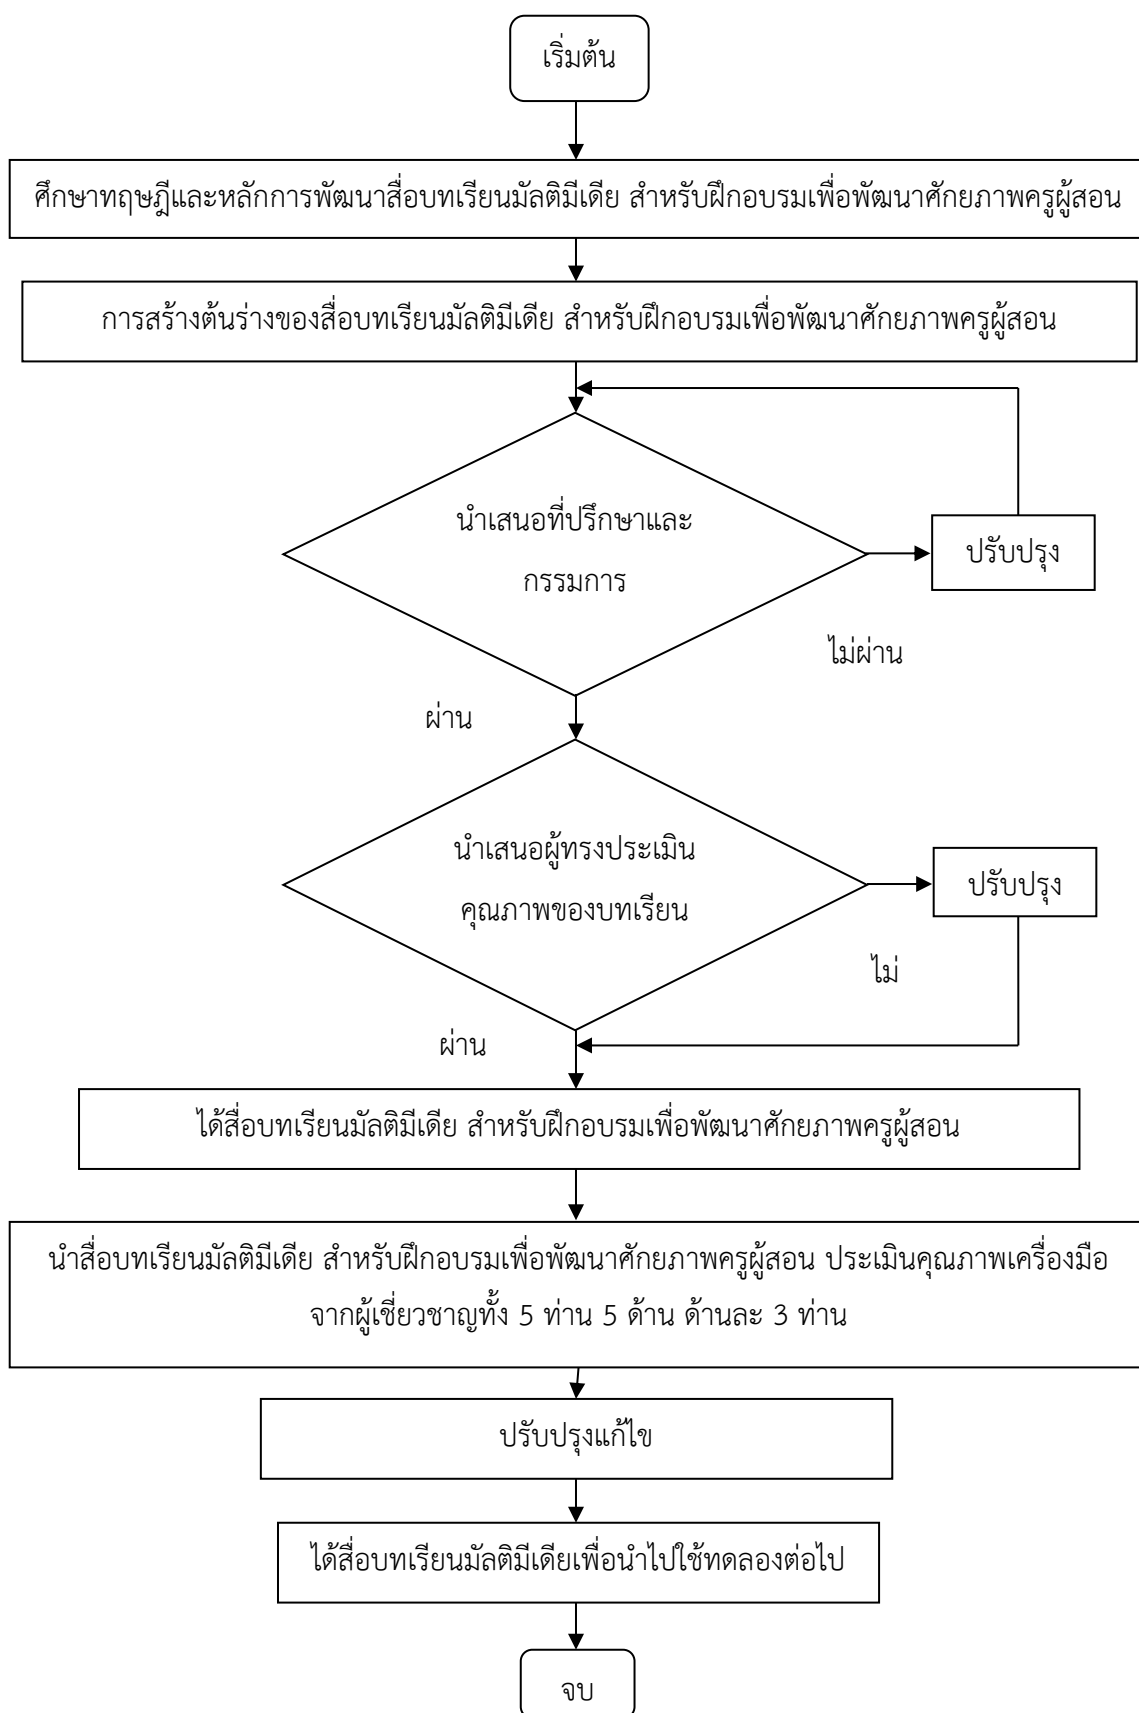 เริ่มต้น
ศึกษาทฤษฎีและหลักการพัฒนาสื่อบทเรียนมัลติมีเดีย สำหรับฝึกอบรมเพื่อพัฒนาศักยภาพครูผู้สอน
การสร้างต้นร่างของสื่อบทเรียนมัลติมีเดีย สำหรับฝึกอบรมเพื่อพัฒนาศักยภาพครูผู้สอน
นำเสนอที่ปรึกษาและ
กรรมการ
ปรับปรุง
ไม่ผ่าน
ผ่าน
นำเสนอผู้ทรงประเมิน
คุณภาพของบทเรียน
ปรับปรุง
ไม่
ผ่าน
ได้สื่อบทเรียนมัลติมีเดีย สำหรับฝึกอบรมเพื่อพัฒนาศักยภาพครูผู้สอน
นำสื่อบทเรียนมัลติมีเดีย สำหรับฝึกอบรมเพื่อพัฒนาศักยภาพครูผู้สอน ประเมินคุณภาพเครื่องมือ
จากผู้เชี่ยวชาญทั้ง 5 ท่าน 5 ด้าน ด้านละ 3 ท่าน
ปรับปรุงแก้ไข
ได้สื่อบทเรียนมัลติมีเดียเพื่อนำไปใช้ทดลองต่อไป
จบ